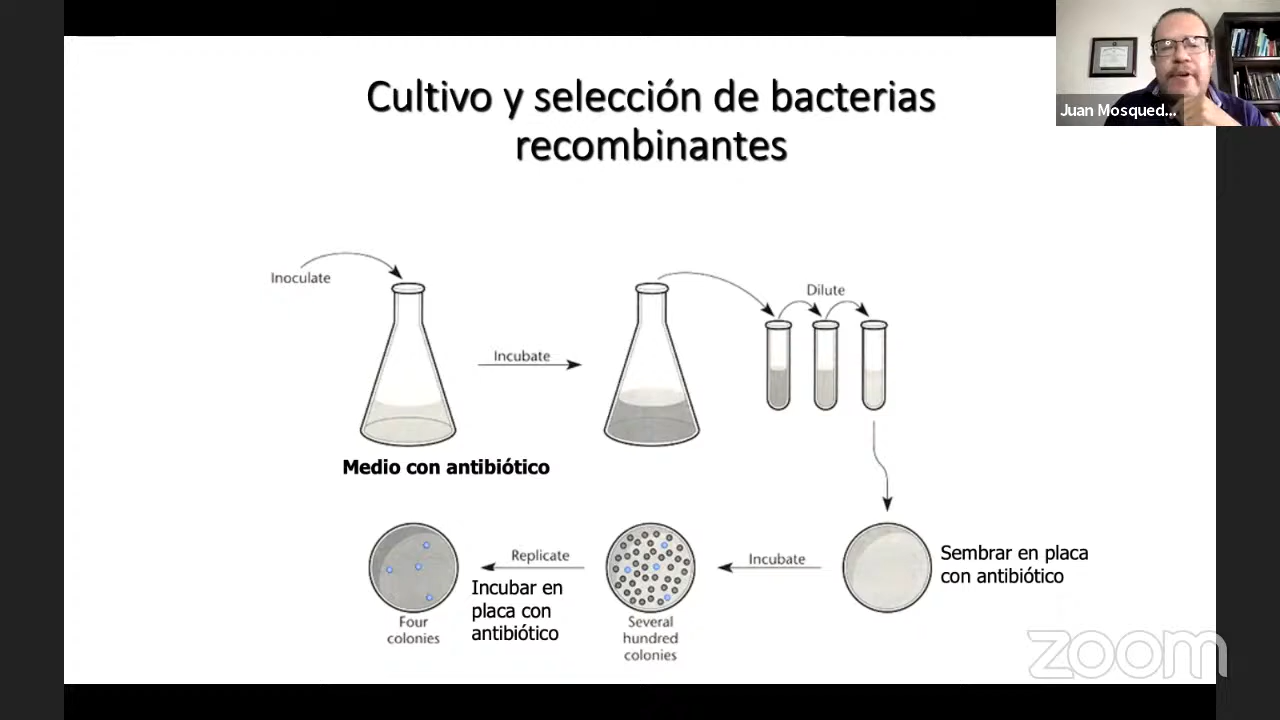 Cultivo y selección de bacterias
recombinantes
Juan Mosqued...
Inoculate
Dilute
Incubate
Medio con antibiótico
Sembrar en placa
con antibiótico
Incubate
Replicate
Incubar en
placa con
antibiótico
Several
hundred
colonies
Four
colonies
zoom